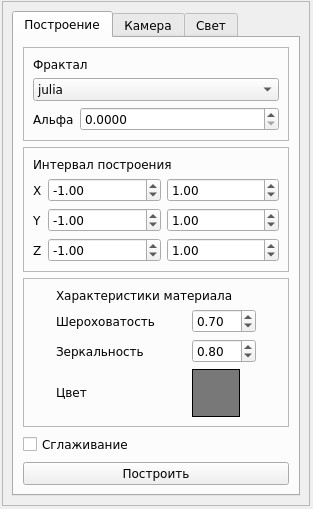 Построение Камера Свет
Фрактал
julia
Альфа 0.0000
Интервал построения
X -1.00 1.00
Y -1.00 1.00
Z -1.00 1.00
Характеристики материала
Шероховатость 0.70
Зеркальность 0.80
Цвет
Сглаживание
Построить